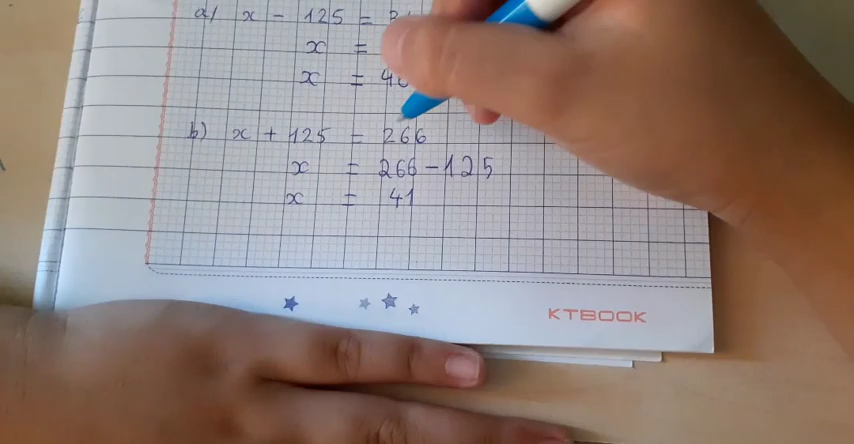 a) x - 125 =
x =
x =
b) x + 125 = 266
x = 266 - 125
x = 41
KTBOOK